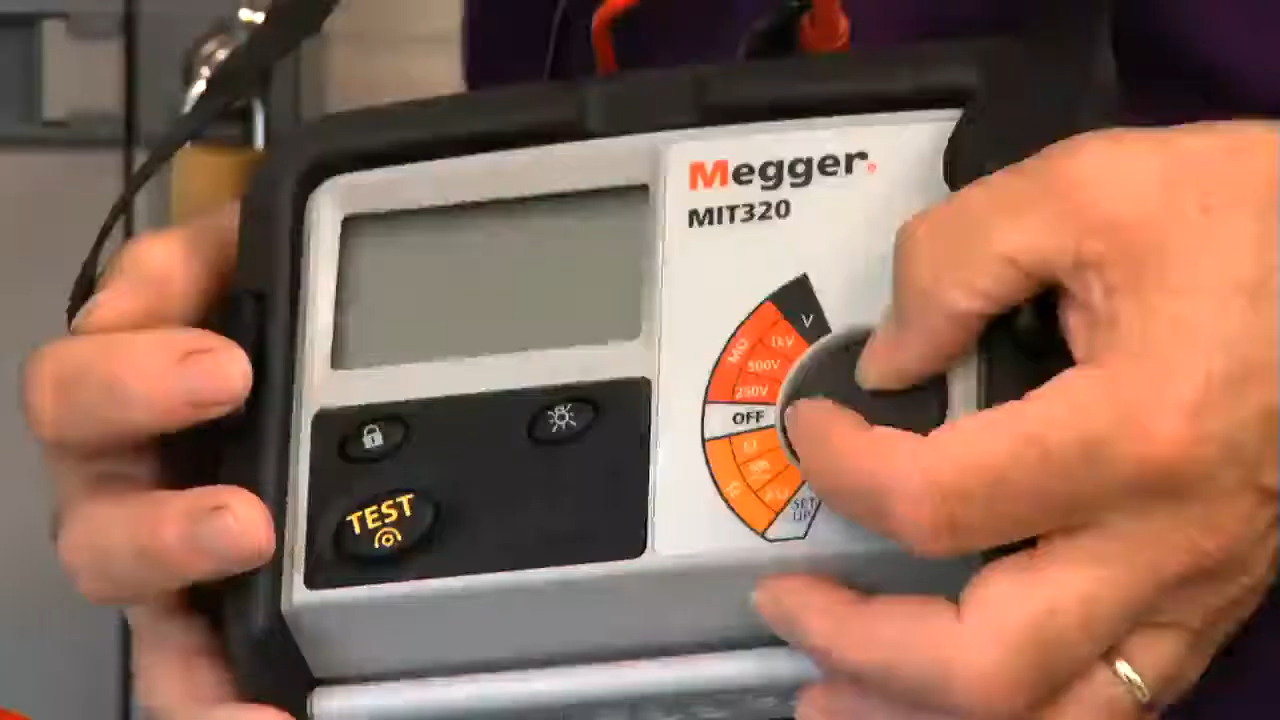 Megger
MIT320
V
1kV
MΩ
500V
250V
OFF
Ω
SET
UP
TEST